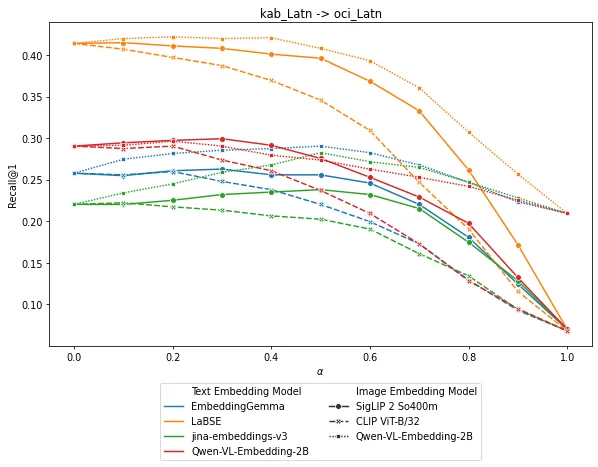 kab_Latn -> oci_Latn
Recall@1
0.40
0.35
0.30
0.25
0.20
0.15
0.10
0.0
0.2
0.4
0.6
0.8
1.0
α
Text Embedding Model
EmbeddingGemma
LaBSE
jina-embeddings-v3
Qwen-VL-Embedding-2B
Image Embedding Model
SigLIP 2 So400m
CLIP ViT-B/32
Qwen-VL-Embedding-2B